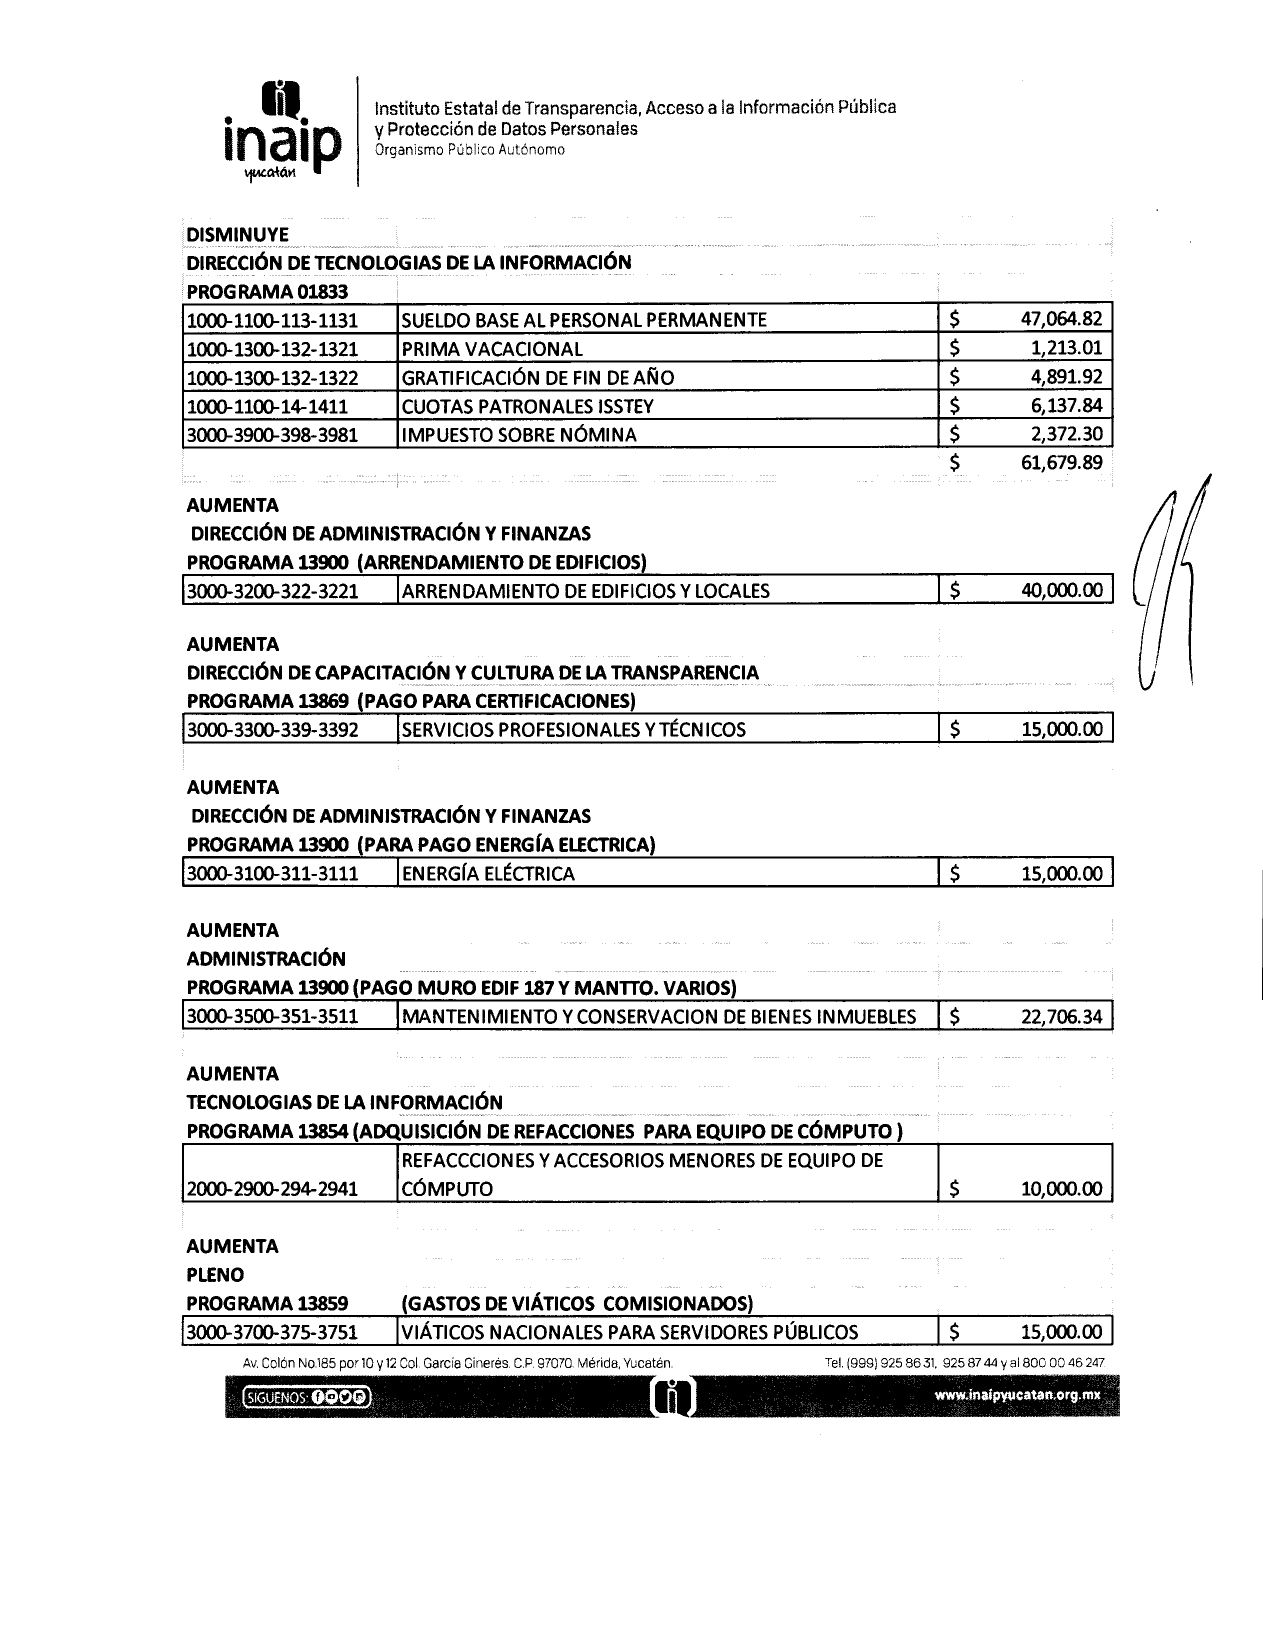 inaip
yucatán
Instituto Estatal de Transparencia, Acceso a la Información Pública
y Protección de Datos Personales
Organismo Público Autónomo
DISMINUYE
DIRECCIÓN DE TECNOLOGIAS DE LA INFORMACIÓN
PROGRAMA 01833
1000-1100-113-1131 SUELDO BASE AL PERSONAL PERMANENTE $ 47,064.82
1000-1300-132-1321 PRIMA VACACIONAL $ 1,213.01
1000-1300-132-1322 GRATIFICACIÓN DE FIN DE AÑO $ 4,891.92
1000-1100-14-1411 CUOTAS PATRONALES ISSTEY $ 6,137.84
3000-3900-398-3981 IMPUESTO SOBRE NÓMINA $ 2,372.30
$ 61,679.89
AUMENTA
DIRECCIÓN DE ADMINISTRACIÓN Y FINANZAS
PROGRAMA 13900 (ARRENDAMIENTO DE EDIFICIOS)
3000-3200-322-3221 ARRENDAMIENTO DE EDIFICIOS Y LOCALES $ 40,000.00
AUMENTA
DIRECCIÓN DE CAPACITACIÓN Y CULTURA DE LA TRANSPARENCIA
PROGRAMA 13869 (PAGO PARA CERTIFICACIONES)
3000-3300-339-3392 SERVICIOS PROFESIONALES Y TÉCNICOS $ 15,000.00
AUMENTA
DIRECCIÓN DE ADMINISTRACIÓN Y FINANZAS
PROGRAMA 13900 (PARA PAGO ENERGÍA ELECTRICA)
3000-3100-311-3111 ENERGÍA ELÉCTRICA $ 15,000.00
AUMENTA
ADMINISTRACIÓN
PROGRAMA 13900 (PAGO MURO EDIF 187 Y MANTTO. VARIOS)
3000-3500-351-3511 MANTENIMIENTO Y CONSERVACION DE BIENES INMUEBLES $ 22,706.34
AUMENTA
TECNOLOGIAS DE LA INFORMACIÓN
PROGRAMA 13854 (ADQUISICIÓN DE REFACCIONES PARA EQUIPO DE CÓMPUTO )
REFACCCIONES Y ACCESORIOS MENORES DE EQUIPO DE
2000-2900-294-2941 CÓMPUTO $ 10,000.00
AUMENTA
PLENO
PROGRAMA 13859 (GASTOS DE VIÁTICOS COMISIONADOS)
3000-3700-375-3751 VIÁTICOS NACIONALES PARA SERVIDORES PÚBLICOS $ 15,000.00
Av. Colón No.185 por 10 y 12 Col. García Ginerés. C.P. 97070. Mérida, Yucatán. Tel. (999) 925 86 31, 925 87 44 y al 800 00 46 247
SIGUENOS: www.inaipyucatan.org.mx